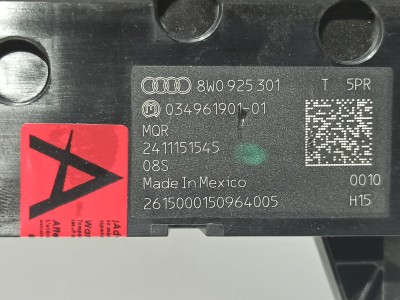 8W0 925 301 T 5PR
M 034961901-01
MQR
2411151545
08S
Made in Mexico 0010
2615000150964005 H15
A